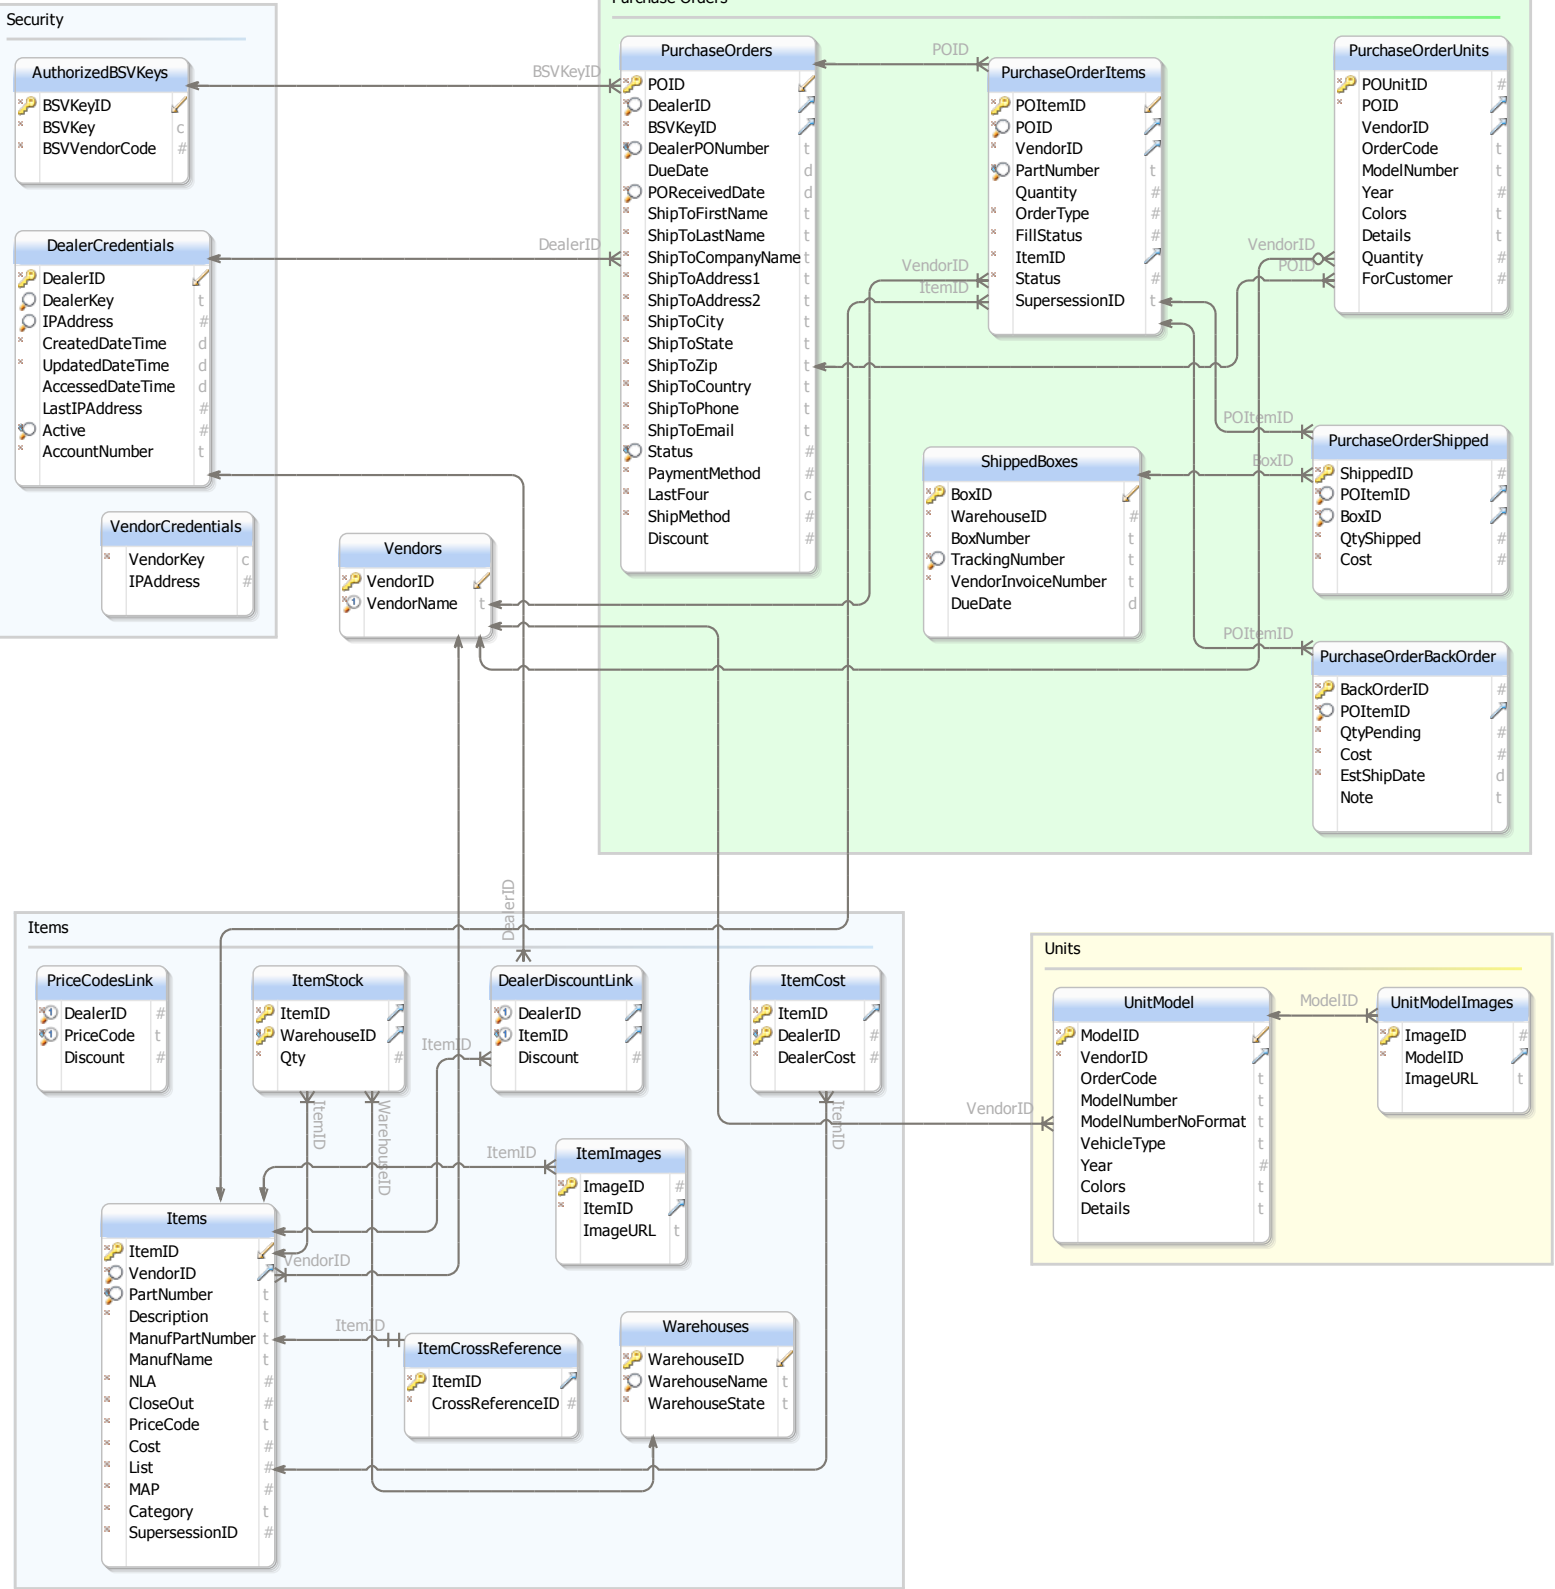 Security
AuthorizedBSVKeys
BSVKeyID
BSVKey c
BSVVendorCode #
DealerCredentials
DealerID
DealerKey t
IPAddress #
CreatedDateTime d
UpdatedDateTime d
AccessedDateTime d
LastIPAddress #
Active #
AccountNumber t
VendorCredentials
VendorKey c
IPAddress #
Vendors
VendorID
VendorName t
Purchase Orders
BSVKeyID
DealerID
PurchaseOrders
POID
DealerID
BSVKeyID
DealerPONumber t
DueDate d
POReceivedDate d
ShipToFirstName t
ShipToLastName t
ShipToCompanyName t
ShipToAddress1 t
ShipToAddress2 t
ShipToCity t
ShipToState t
ShipToZip t
ShipToCountry t
ShipToPhone t
ShipToEmail t
Status #
PaymentMethod #
LastFour c
ShipMethod #
Discount #
POID
VendorID
ItemID
PurchaseOrderItems
POItemID
POID
VendorID
PartNumber t
Quantity #
OrderType #
FillStatus #
ItemID
Status #
SupersessionID t
VendorID
POID
PurchaseOrderUnits
POUnitID #
POID
VendorID
OrderCode t
ModelNumber t
Year #
Colors t
Details t
Quantity #
ForCustomer #
ShippedBoxes
BoxID
WarehouseID #
BoxNumber t
TrackingNumber t
VendorInvoiceNumber t
DueDate d
POItemID
BoxID
PurchaseOrderShipped
ShippedID #
POItemID
BoxID
QtyShipped #
Cost #
POItemID
PurchaseOrderBackOrder
BackOrderID #
POItemID
QtyPending #
Cost #
EstShipDate d
Note t
DealerID
Items
PriceCodesLink
DealerID #
PriceCode t
Discount #
ItemStock
ItemID
WarehouseID
Qty #
ItemID
WarehouseID
ItemID
DealerDiscountLink
DealerID
ItemID
Discount #
ItemCost
ItemID
DealerID #
DealerCost #
ItemID
ItemID
ItemImages
ImageID #
ItemID
ImageURL t
Items
ItemID
VendorID
PartNumber t
Description t
ManufPartNumber t
ManufName t
NLA #
CloseOut #
PriceCode t
Cost #
List #
MAP #
Category t
SupersessionID #
VendorID
ItemID
ItemCrossReference
ItemID
CrossReferenceID #
Warehouses
WarehouseID
WarehouseName t
WarehouseState t
Units
VendorID
UnitModel
ModelID
VendorID
OrderCode t
ModelNumber t
ModelNumberNoFormat t
VehicleType t
Year #
Colors t
Details t
ModelID
UnitModelImages
ImageID #
ModelID
ImageURL t